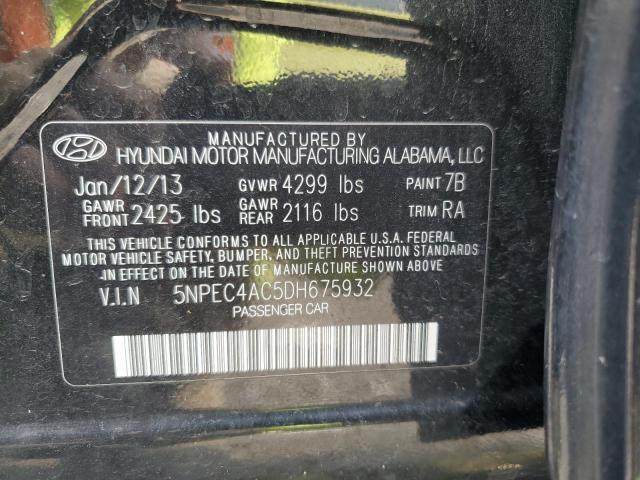 MANUFACTURED BY
HYUNDAI MOTOR MANUFACTURING ALABAMA, LLC
Jan/12/13 GVWR 4299 lbs PAINT 7B
GAWR FRONT 2425 lbs GAWR REAR 2116 lbs TRIM RA
THIS VEHICLE CONFORMS TO ALL APPLICABLE U.S.A. FEDERAL
MOTOR VEHICLE SAFETY, BUMPER, AND THEFT PREVENTION STANDARDS
IN EFFECT ON THE DATE OF MANUFACTURE SHOWN ABOVE.
V.I.N 5NPEC4AC5DH675932
PASSENGER CAR